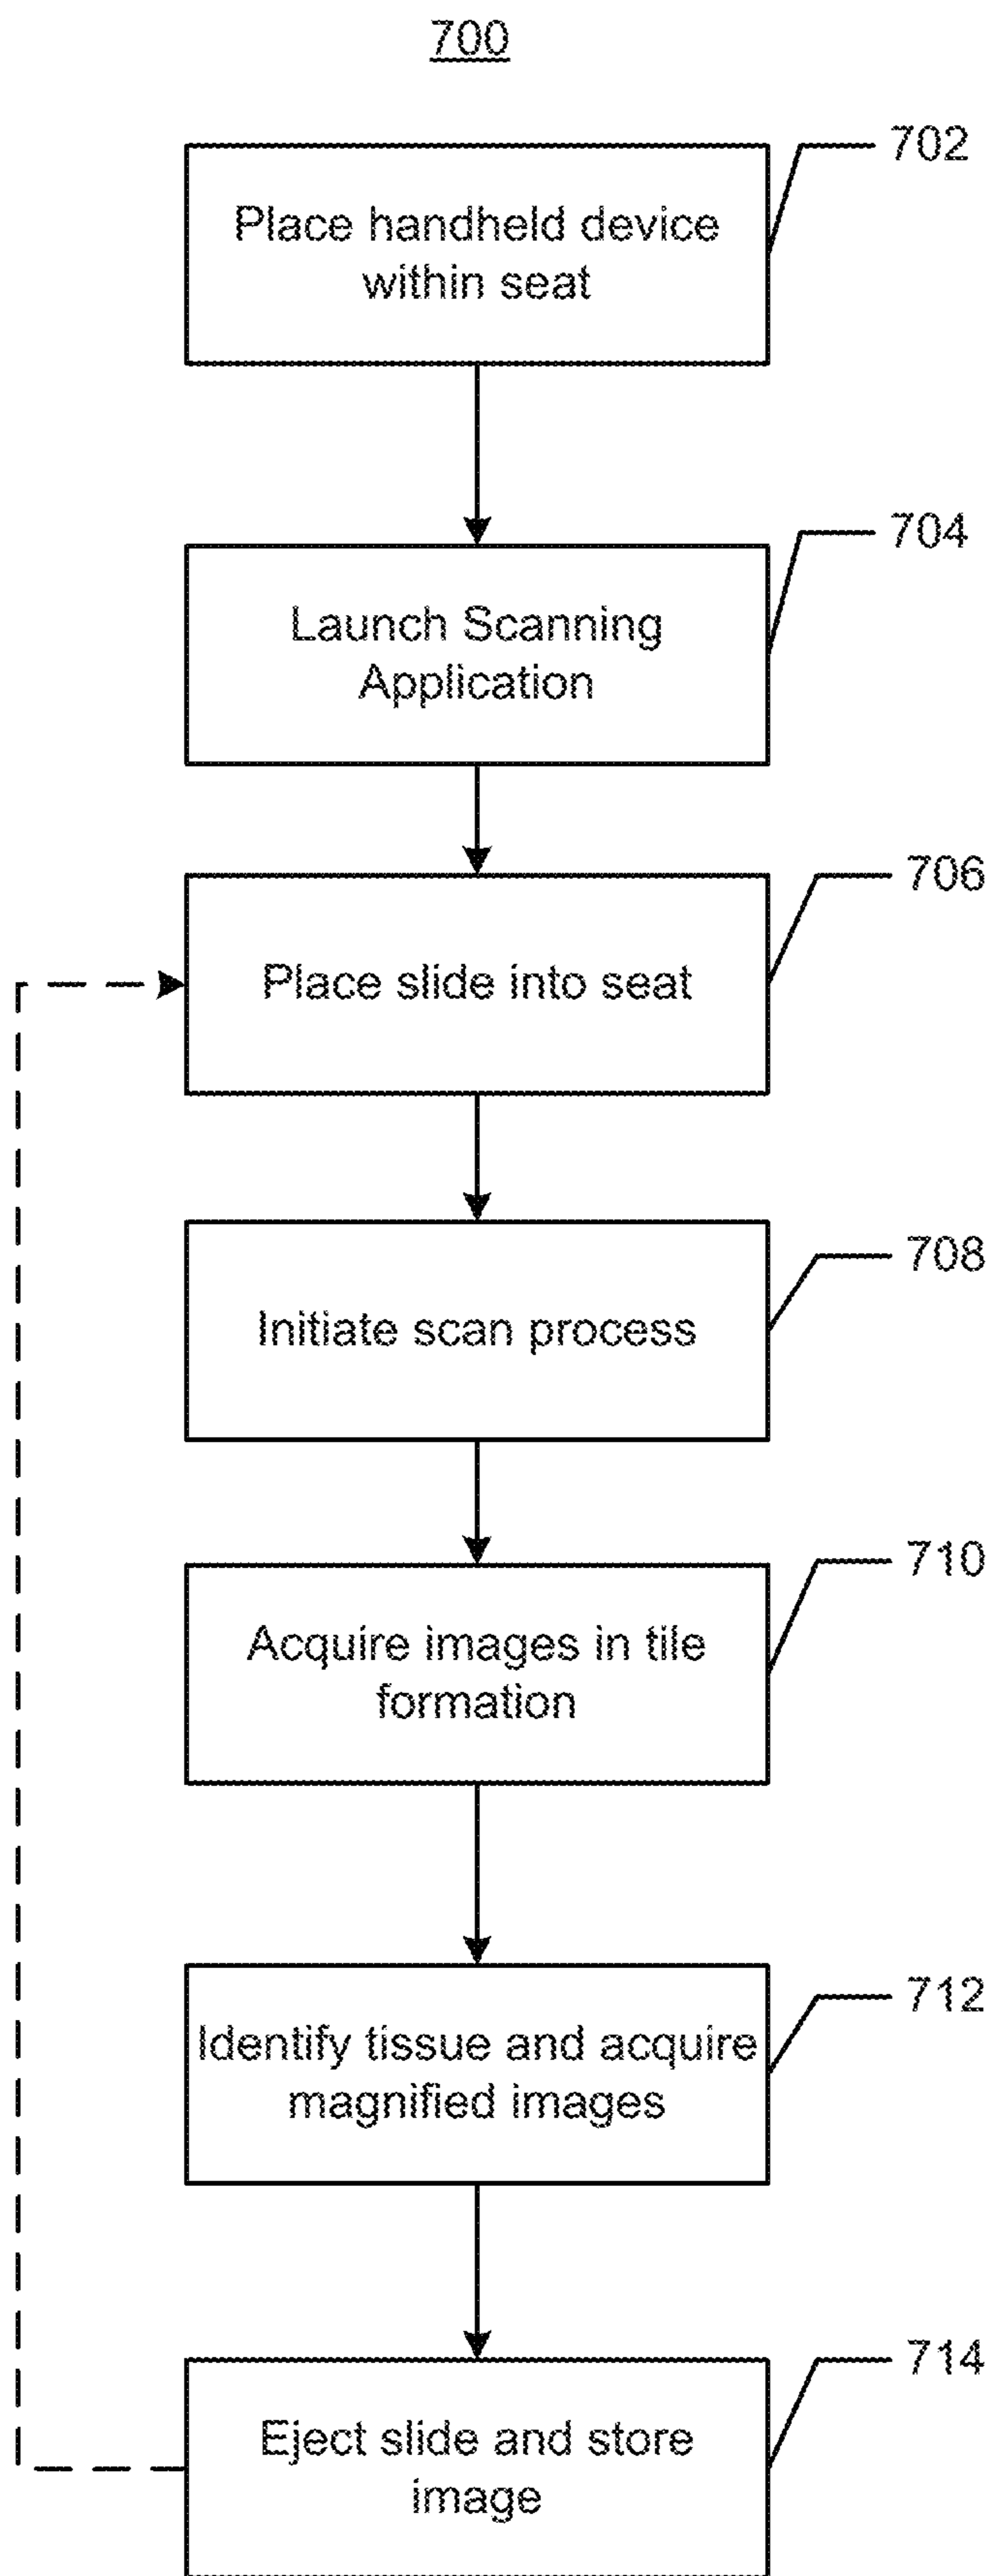 700
702
Place handheld device
within seat
704
Launch Scanning
Application
706
Place slide into seat
708
Initiate scan process
710
Acquire images in tile
formation
712
Identify tissue and acquire
magnified images
714
Eject slide and store
image